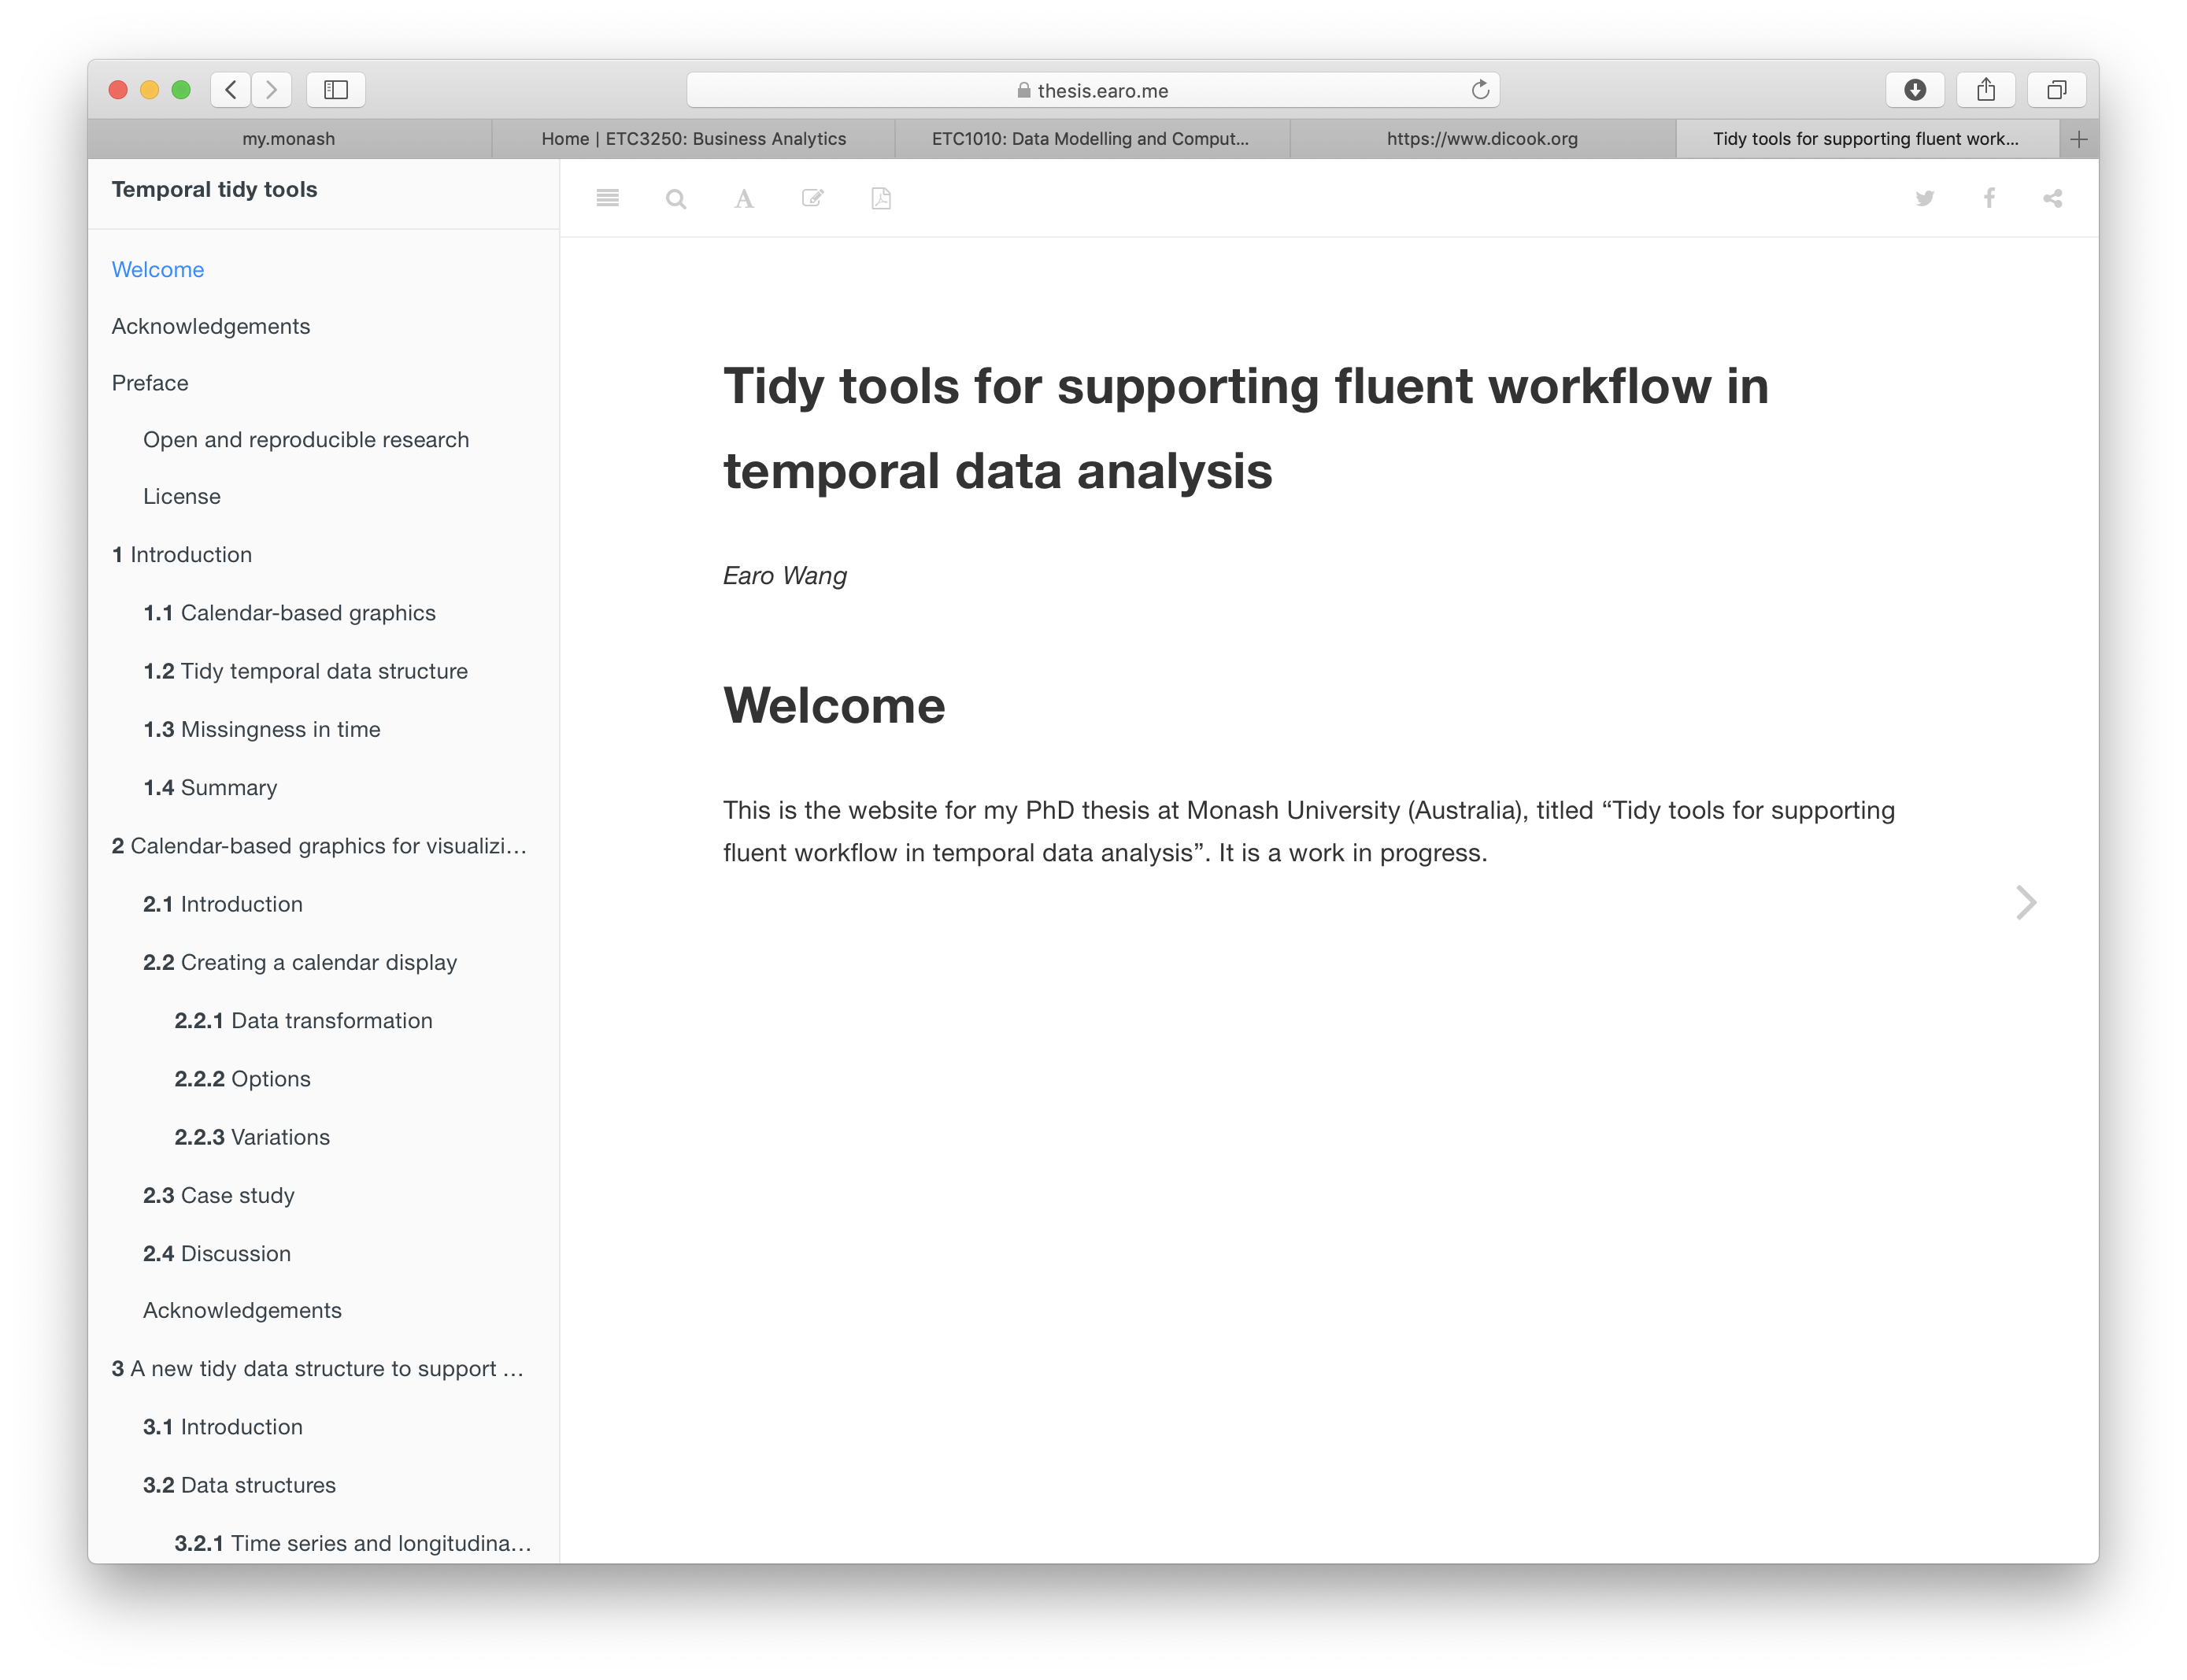 thesis.earo.me
my.monash
Home | ETC3250: Business Analytics
ETC1010: Data Modelling and Comput...
https://www.dicook.org
Tidy tools for supporting fluent work...
Temporal tidy tools
Welcome
Acknowledgements
Preface
Open and reproducible research
License
1 Introduction
1.1 Calendar-based graphics
1.2 Tidy temporal data structure
1.3 Missingness in time
1.4 Summary
2 Calendar-based graphics for visualizi...
2.1 Introduction
2.2 Creating a calendar display
2.2.1 Data transformation
2.2.2 Options
2.2.3 Variations
2.3 Case study
2.4 Discussion
Acknowledgements
3 A new tidy data structure to support ...
3.1 Introduction
3.2 Data structures
3.2.1 Time series and longitudina...
A
Tidy tools for supporting fluent workflow in
temporal data analysis
Earo Wang
Welcome
This is the website for my PhD thesis at Monash University (Australia), titled “Tidy tools for supporting
fluent workflow in temporal data analysis”. It is a work in progress.